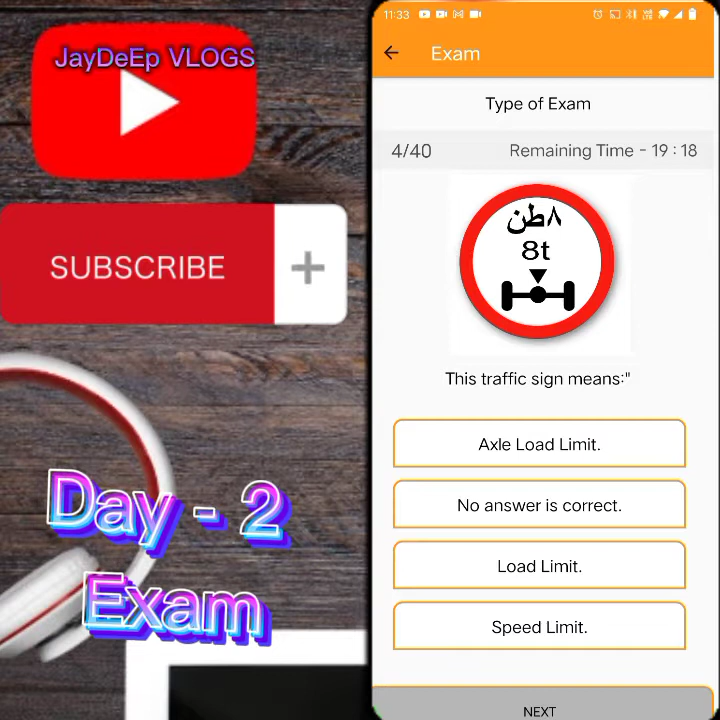 JayDeEp VLOGS
SUBSCRIBE
Day - 2
Exam
11:33
Exam
Type of Exam
4/40
Remaining Time - 19 : 18
٨طن
8t
This traffic sign means:"
Axle Load Limit.
No answer is correct.
Load Limit.
Speed Limit.
NEXT